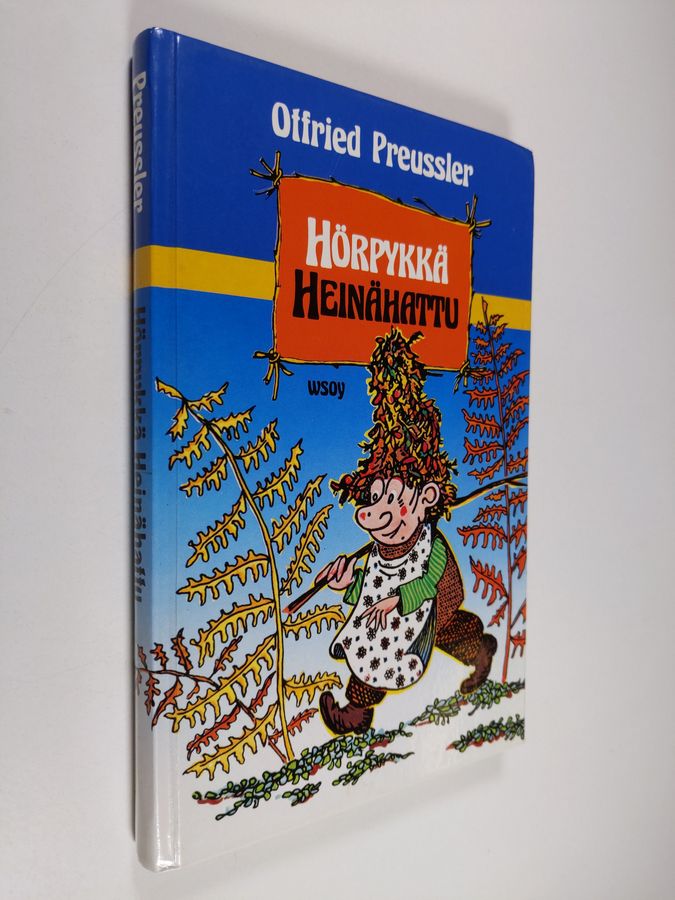 Otfried Preussler
HÖRPYKKÄ
HEINÄHATTU
WSOY
Preussler
Hörpykkä Heinähattu